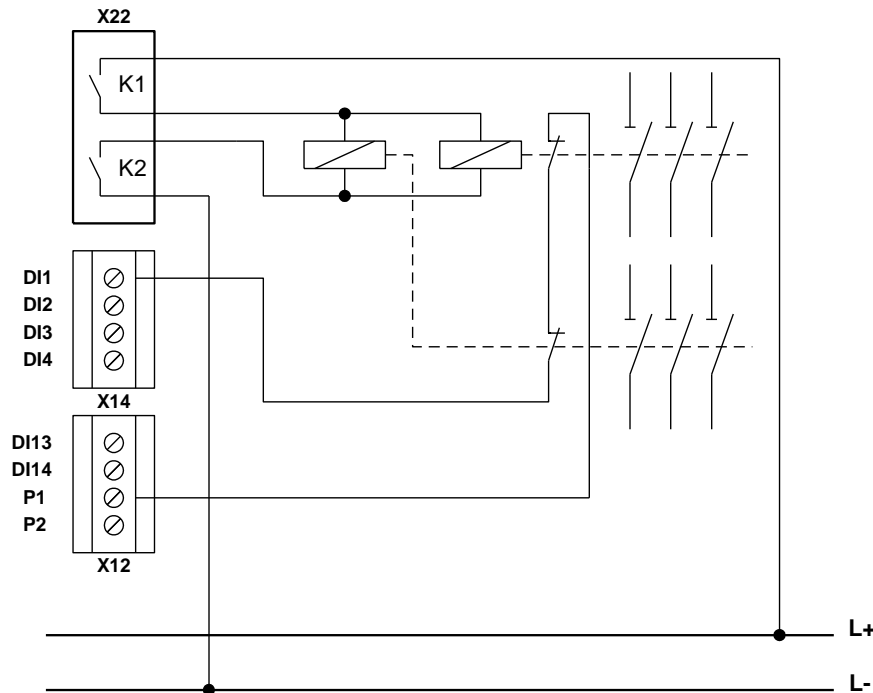 X22
K1
K2
DI1
DI2
DI3
DI4
X14
DI13
DI14
P1
P2
X12
L+
L-